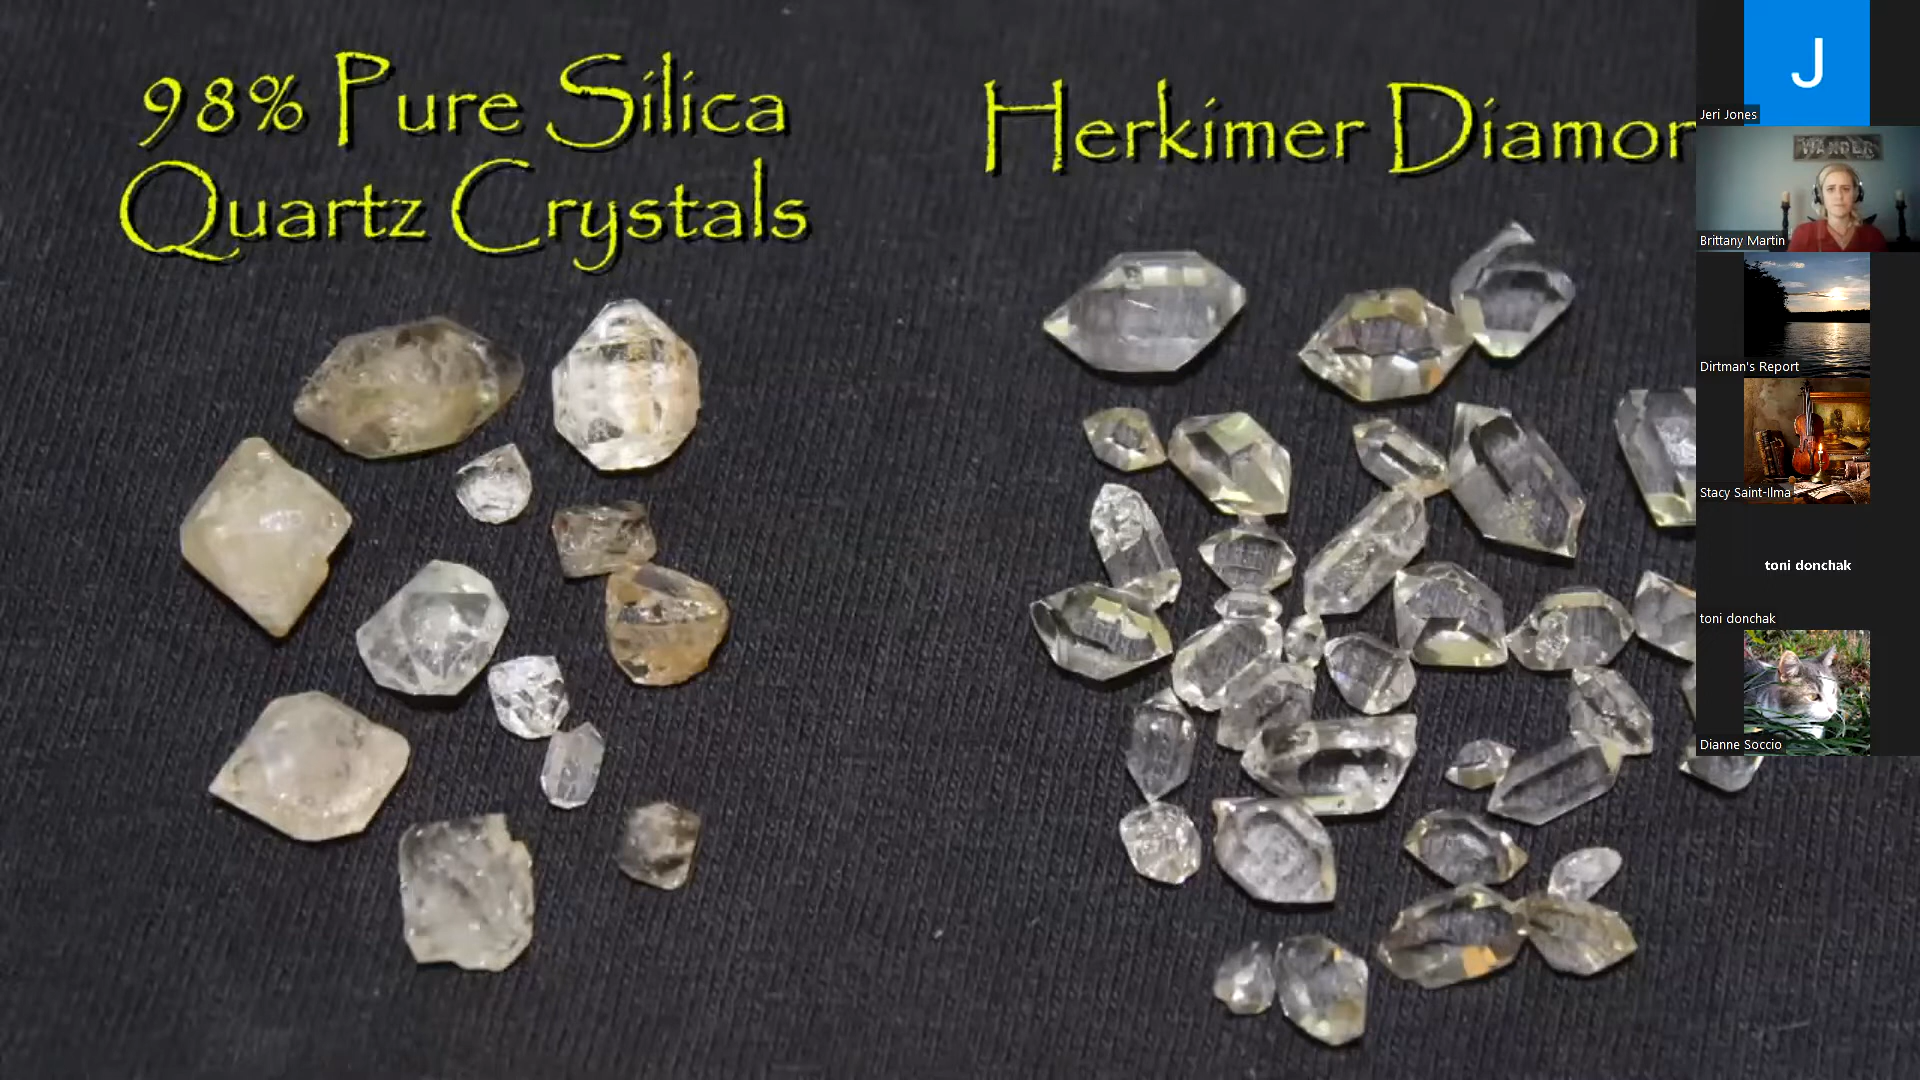 98% Pure Silica
Quartz Crystals
Herkimer Diamon
Jeri Jones
J
WANDER
Brittany Martin
Dirtman's Report
Stacy Saint-Ilma
toni donchak
toni donchak
Dianne Soccio